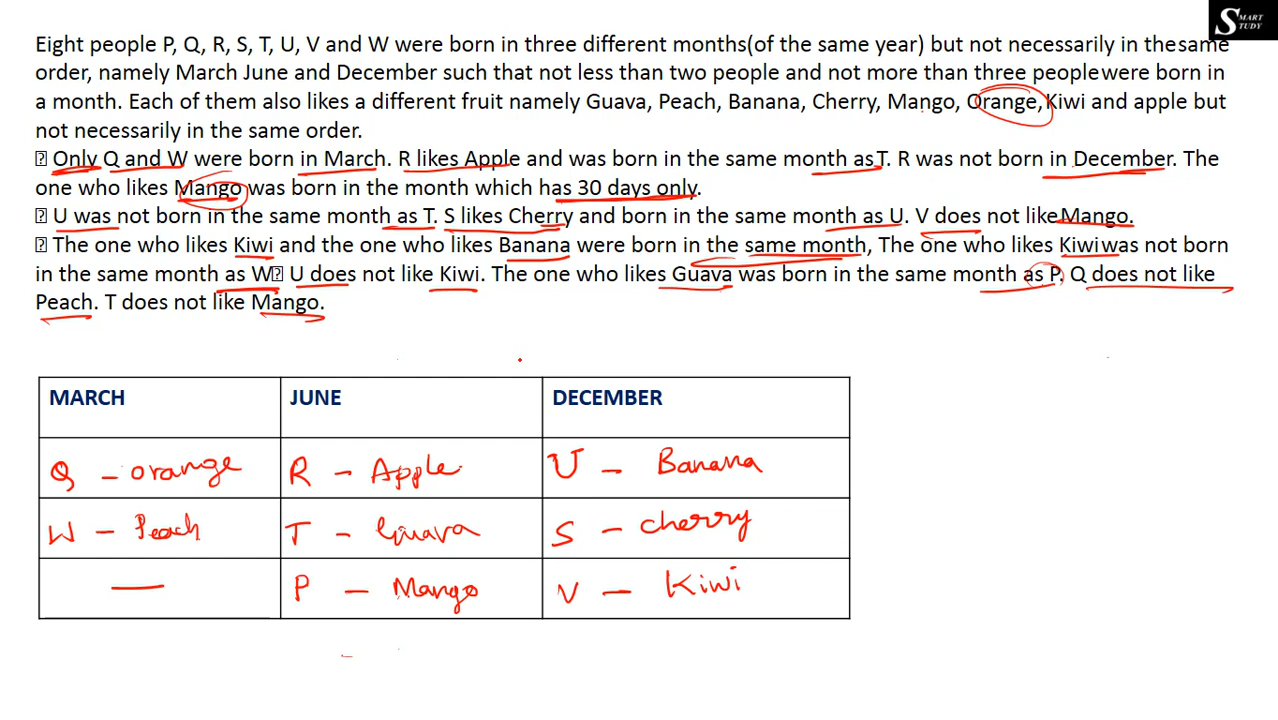 SMART STUDY
Eight people P, Q, R, S, T, U, V and W were born in three different months(of the same year) but not necessarily in thesame
order, namely March June and December such that not less than two people and not more than three peoplewere born in
a month. Each of them also likes a different fruit namely Guava, Peach, Banana, Cherry, Mango, Orange,Kiwi and apple but
not necessarily in the same order.
Only Q and W were born in March. R likes Apple and was born in the same month asT. R was not born in December. The
one who likes Mango was born in the month which has 30 days only.
U was not born in the same month as T. S likes Cherry and born in the same month as U. V does not likeMango.
The one who likes Kiwi and the one who likes Banana were born in the same month, The one who likes Kiwiwas not born
in the same month as W U does not like Kiwi. The one who likes Guava was born in the same month as P. Q does not like
Peach. T does not like Mango.
MARCH JUNE DECEMBER
Q - orange R - Apple U - Banana
W - Peach T - Guava S - cherry
— P - Mango V - Kiwi